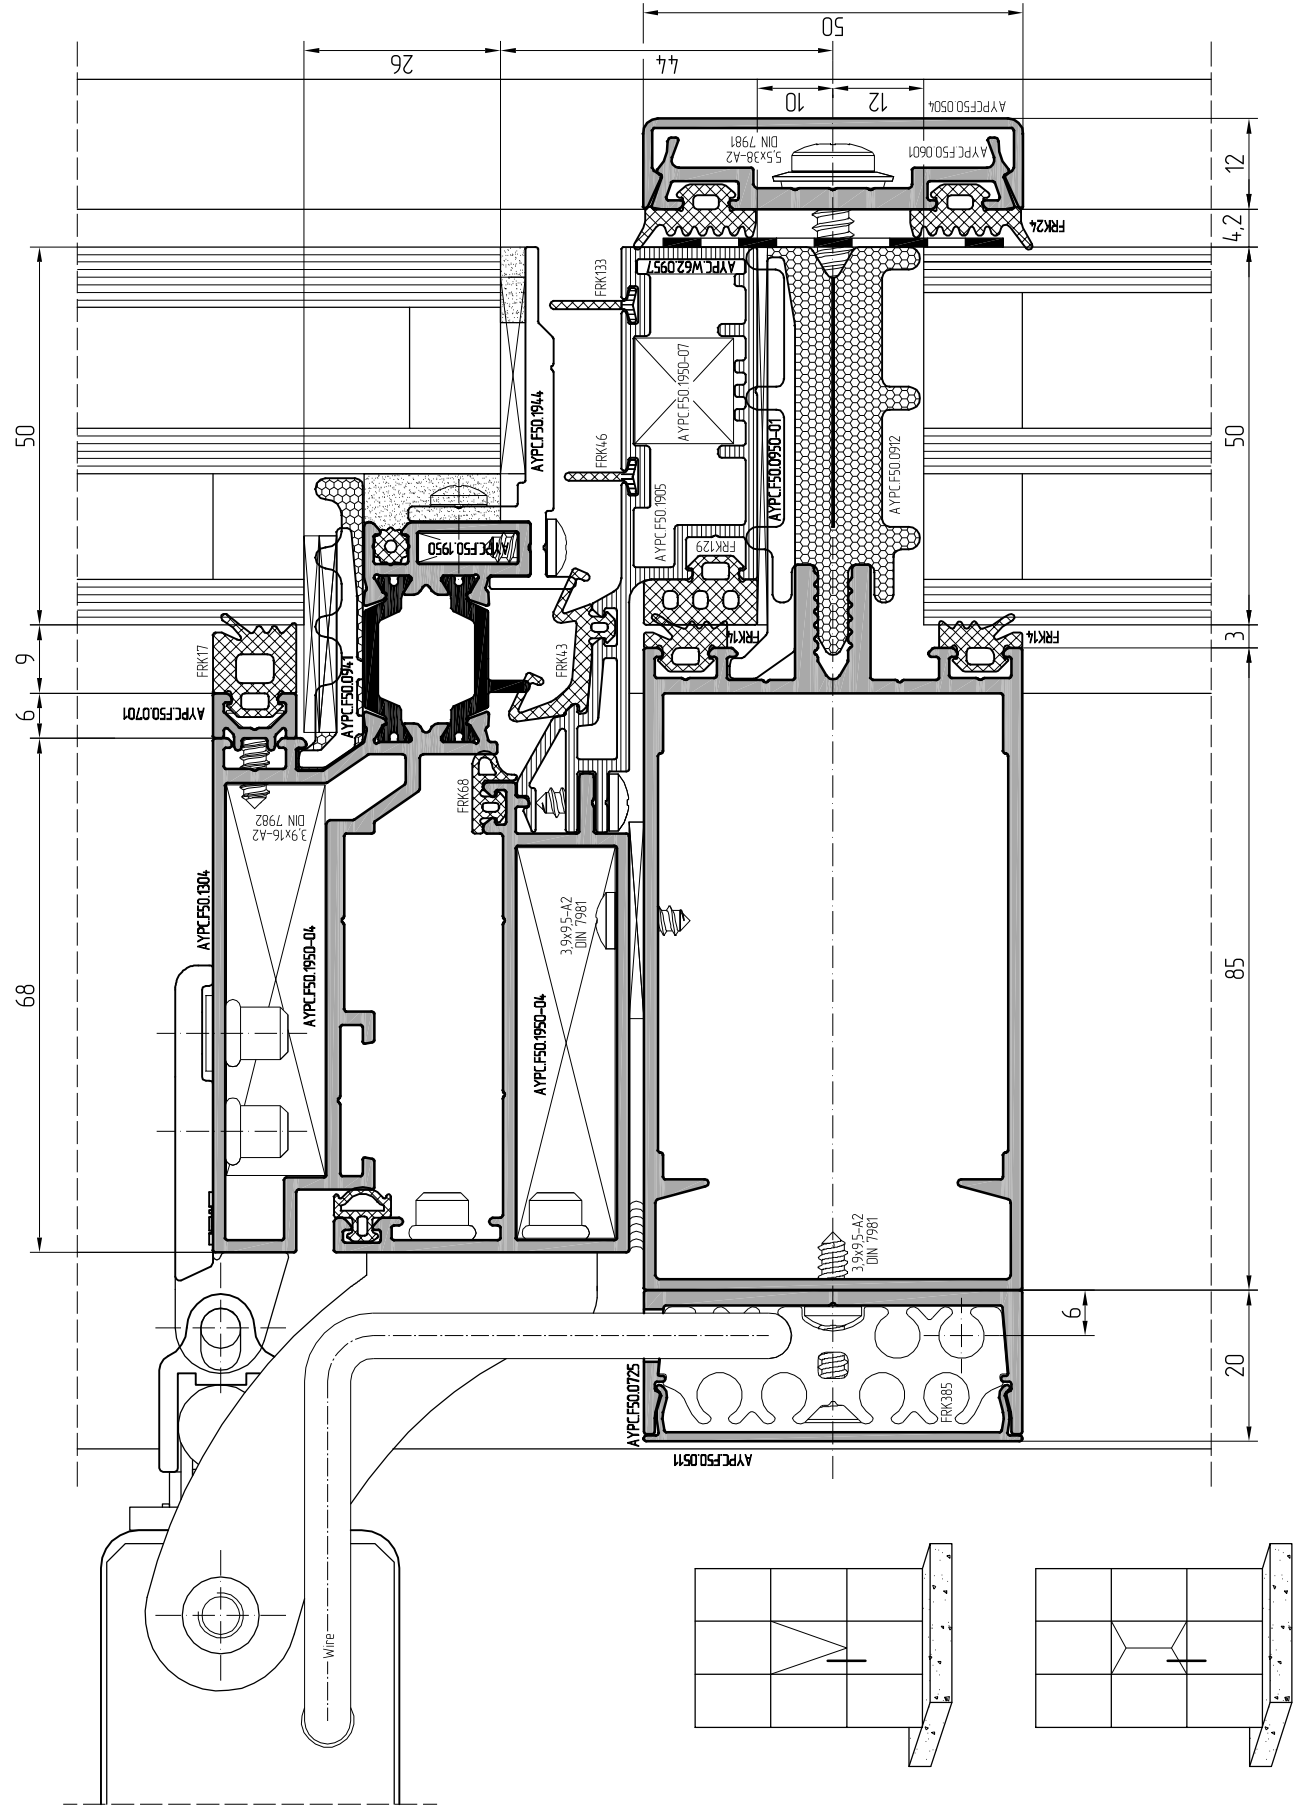 50
26
44
10
12
AYPC.F50.0504
5,5x38-A2
DIN 7981
AYPC.F50.0601
12
4,2
FRK24
FRK133
AYPC.W62.0957
AYPC.F50.1950-07
50
AYPC.F50.1944
FRK46
AYPC.F50.0950-01
AYPC.F50.0912
50
AYPC.F50.1905
AYPC.F50.1950
FRK129
FRK17
FRK43
FRK14
FRK14
3
9
AYPC.F50.0941
6
AYPC.F50.0701
FRK68
3,9x16-A2
DIN 7982
AYPC.F50.1304
AYPC.F50.1950-04
3,9x9,5-A2
DIN 7981
AYPC.F50.1950-04
68
85
3,9x9,5-A2
DIN 7981
6
20
AYPC.F50.0725
FRK385
AYPC.F50.0511
Wire